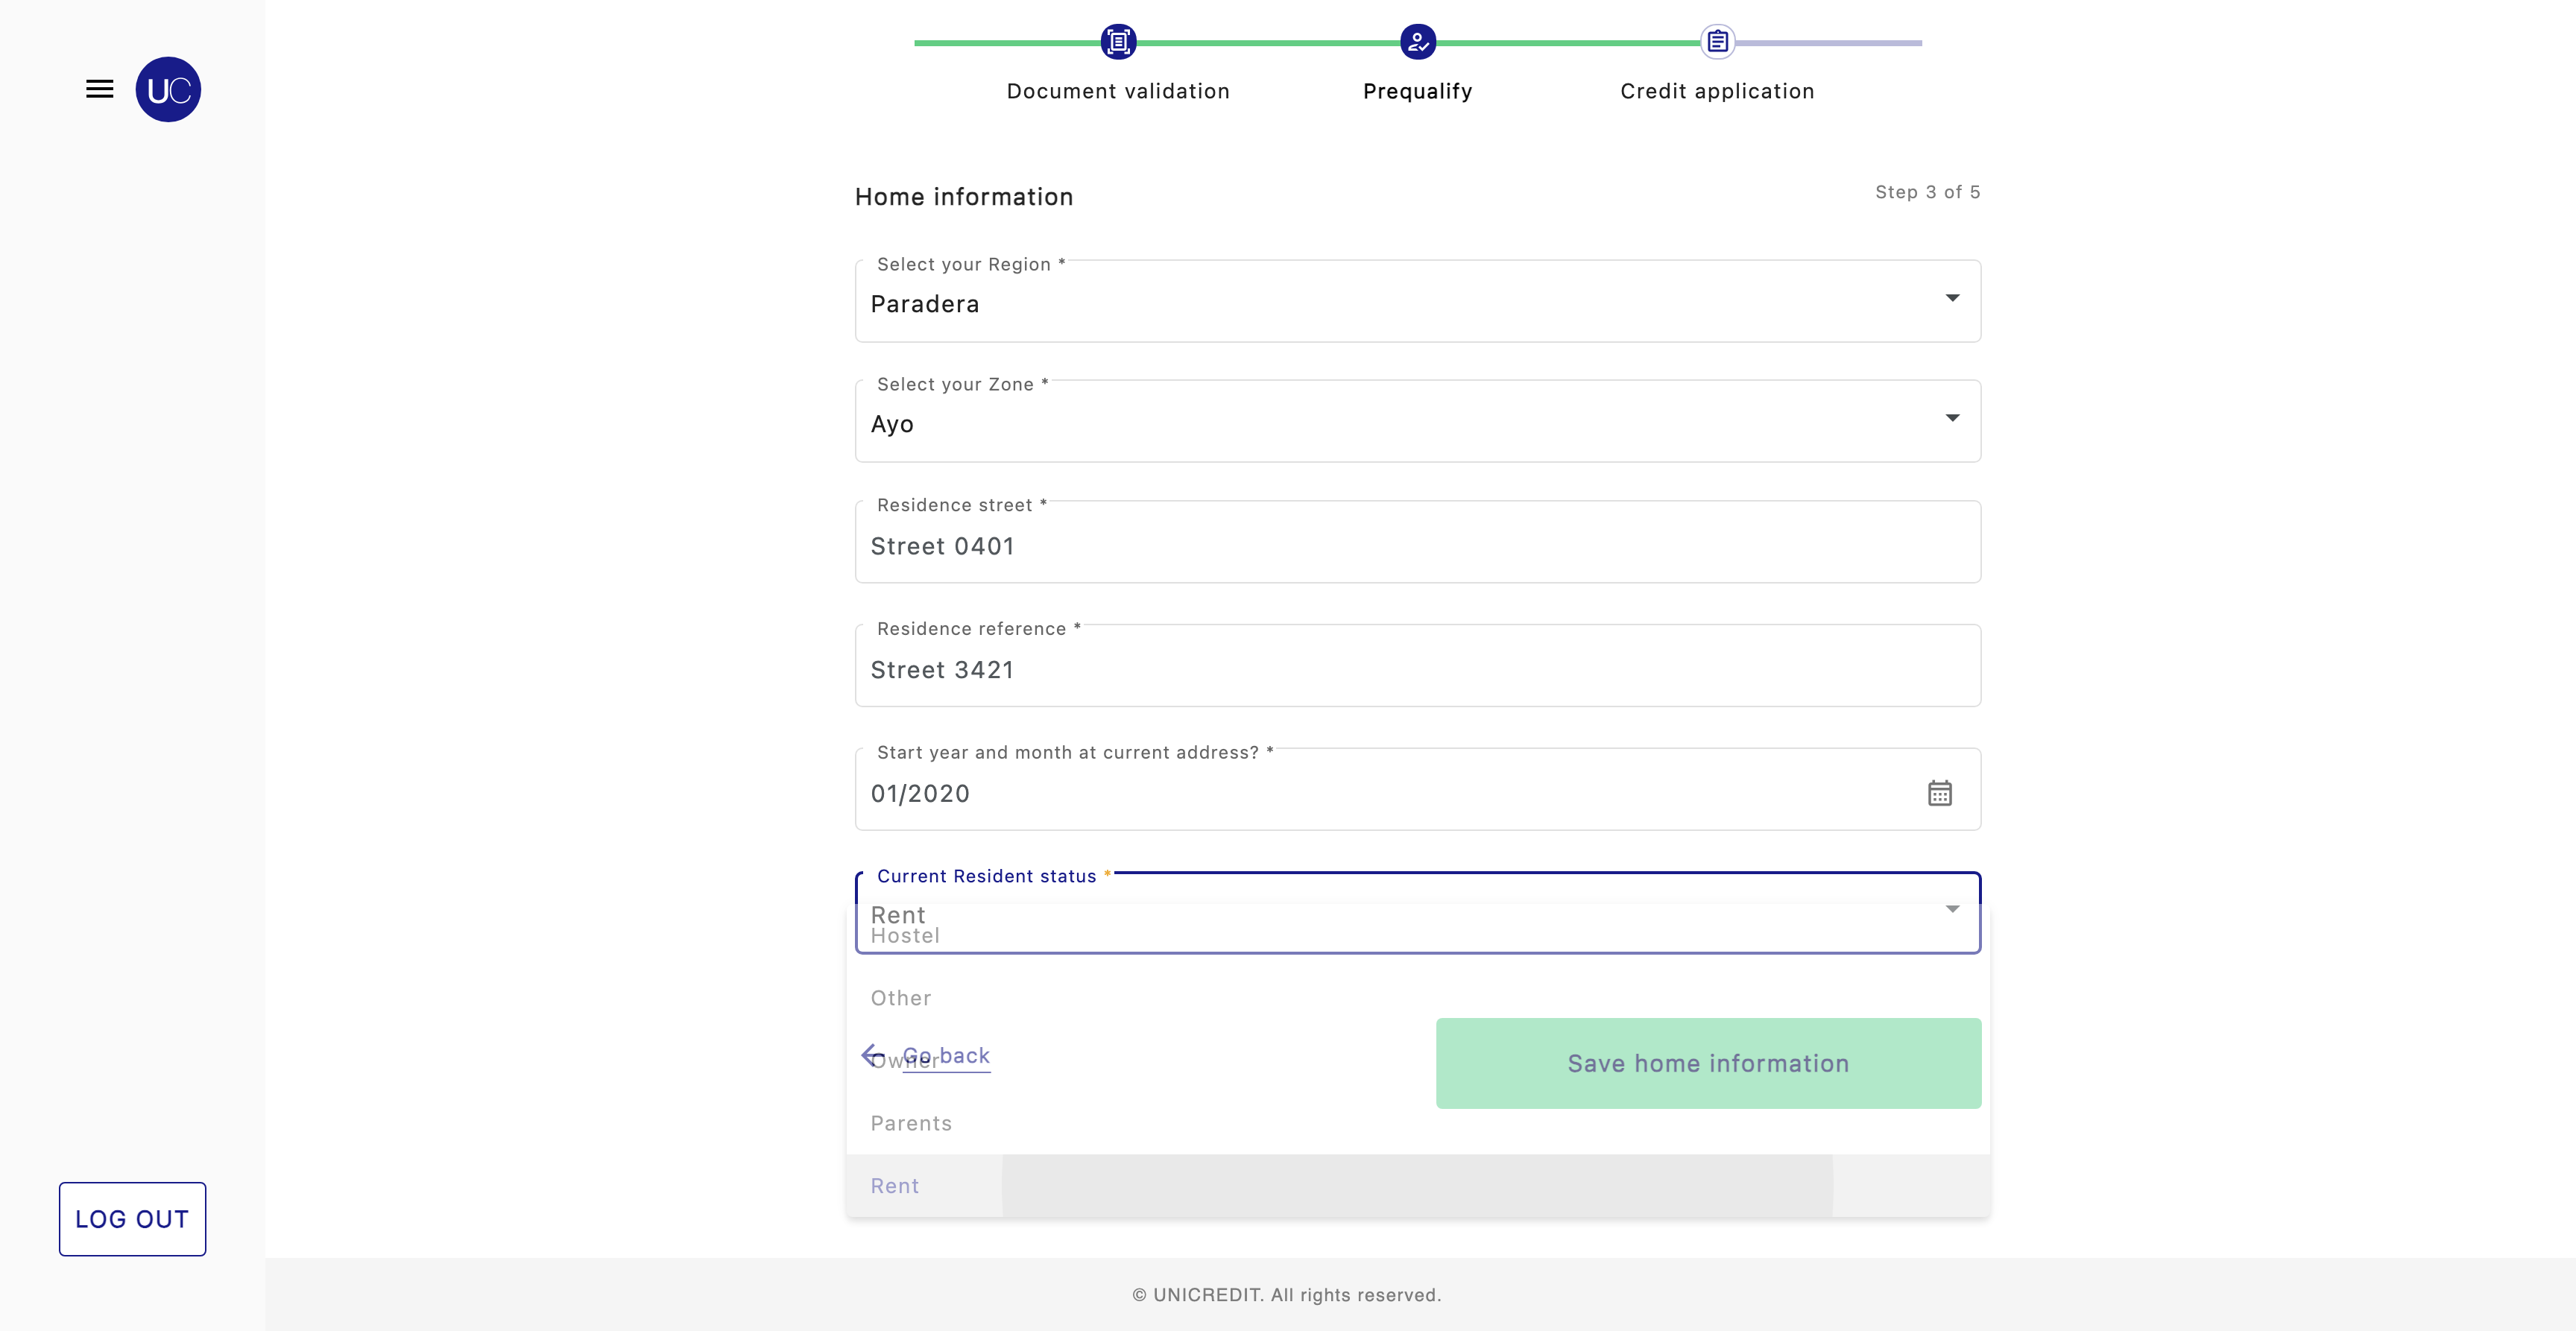 UC
Document validation
Prequalify
Credit application
Home information
Step 3 of 5
Select your Region *
Paradera
Select your Zone *
Ayo
Residence street *
Street 0401
Residence reference *
Street 3421
Start year and month at current address? *
01/2020
Current Resident status *
Rent
Hostel
Other
Go back
Owner
Save home information
Parents
Rent
LOG OUT
© UNICREDIT. All rights reserved.